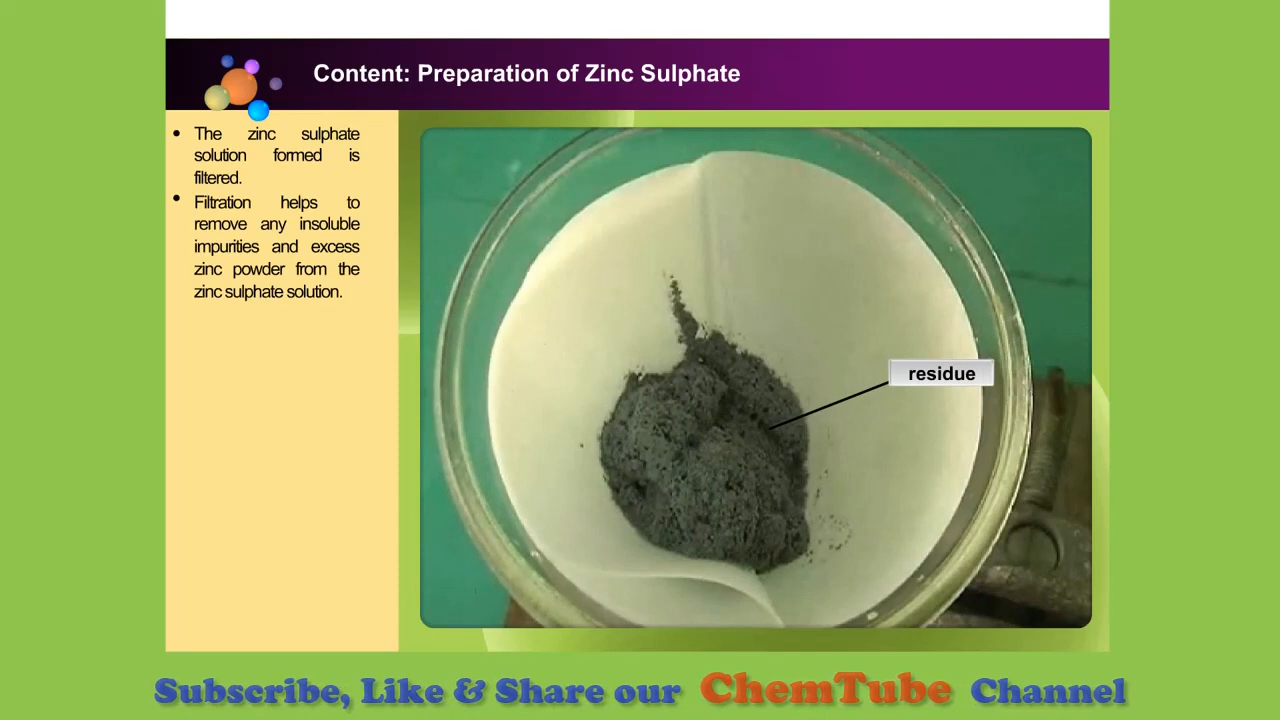 Content: Preparation of Zinc Sulphate
• The zinc sulphate
solution formed is
filtered.
• Filtration helps to
remove any insoluble
impurities and excess
zinc powder from the
zinc sulphate solution.
residue
Subscribe, Like & Share our ChemTube Channel